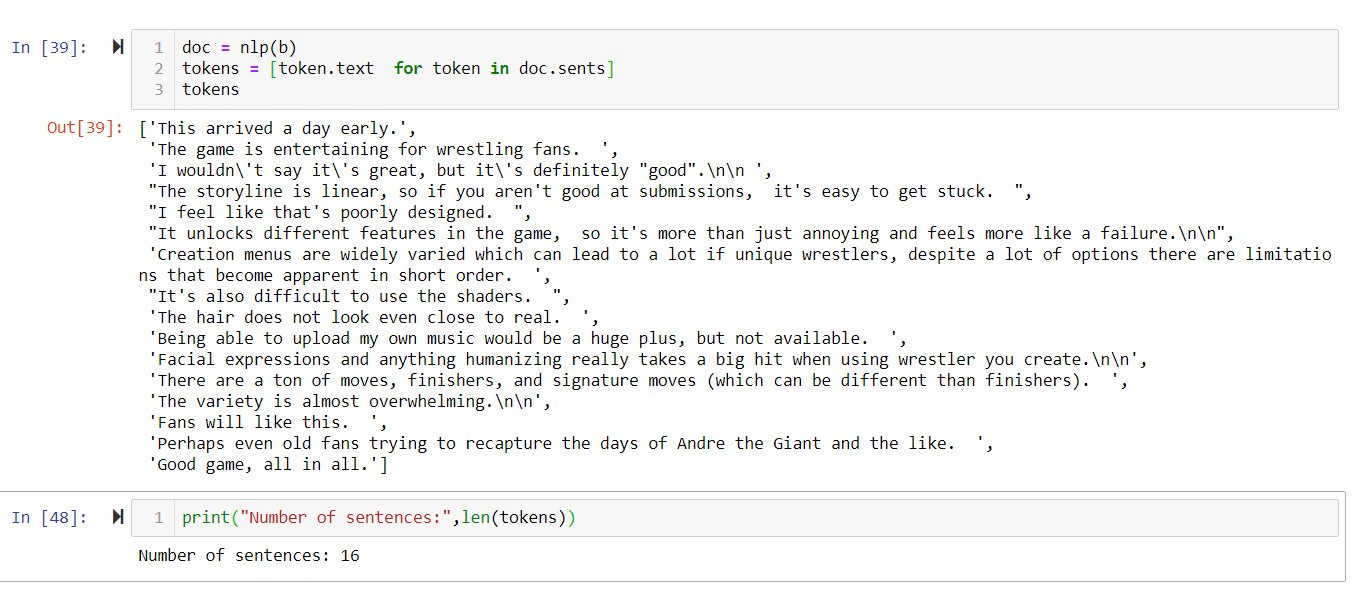 In [39]:
1 doc = nlp(b)
2 tokens = [token.text  for token in doc.sents]
3 tokens
Out[39]: ['This arrived a day early.',
'The game is entertaining for wrestling fans.  ',
'I wouldn\'t say it\'s great, but it\'s definitely "good".\n\n ',
"The storyline is linear, so if you aren't good at submissions,  it's easy to get stuck.  ",
"I feel like that's poorly designed.  ",
"It unlocks different features in the game,  so it's more than just annoying and feels more like a failure.\n\n",
'Creation menus are widely varied which can lead to a lot if unique wrestlers, despite a lot of options there are limitatio
ns that become apparent in short order.  ',
"It's also difficult to use the shaders.  ",
'The hair does not look even close to real.  ',
'Being able to upload my own music would be a huge plus, but not available.  ',
'Facial expressions and anything humanizing really takes a big hit when using wrestler you create.\n\n',
'There are a ton of moves, finishers, and signature moves (which can be different than finishers).  ',
'The variety is almost overwhelming.\n\n',
'Fans will like this.  ',
'Perhaps even old fans trying to recapture the days of Andre the Giant and the like.  ',
'Good game, all in all.']
In [48]:
1 print("Number of sentences:",len(tokens))
Number of sentences: 16